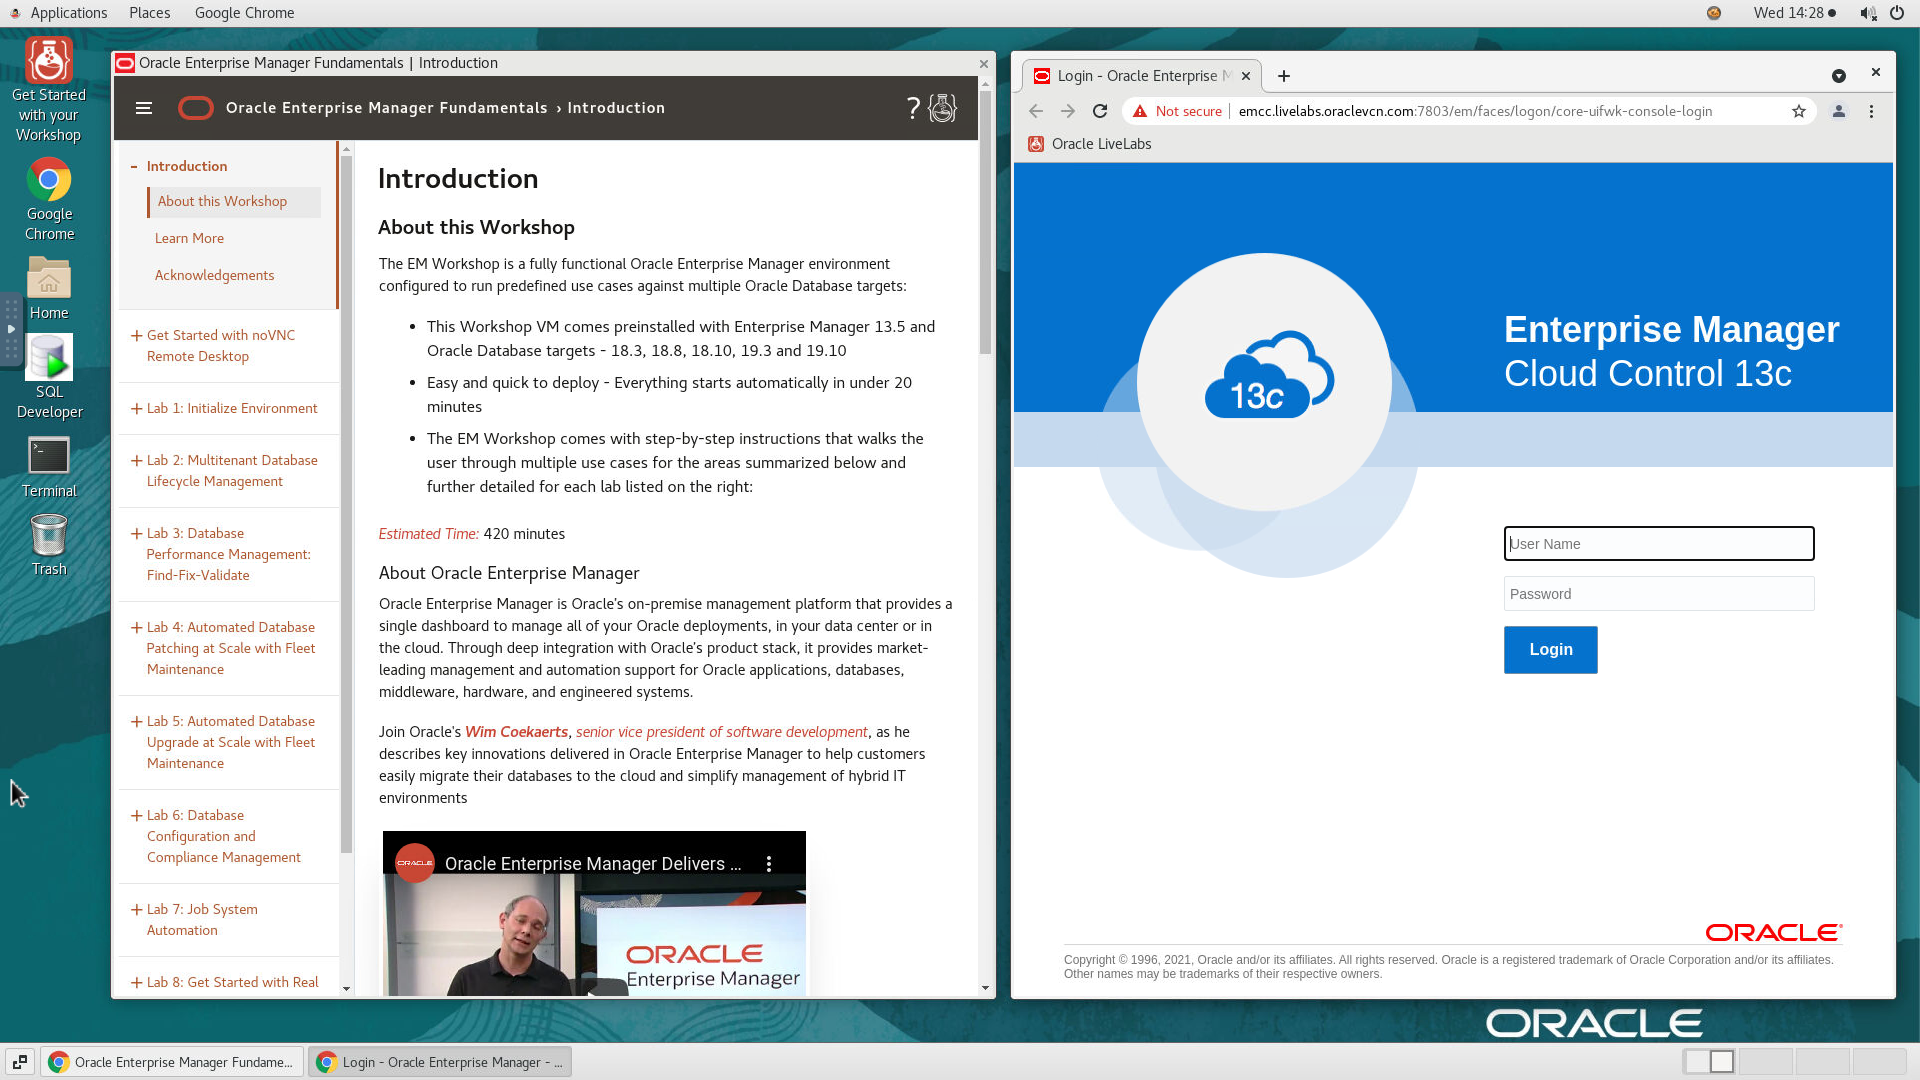 Applications Places Google Chrome
Wed 14:28
Get Started with your Workshop
Google Chrome
Home
SQL Developer
Terminal
Trash
Oracle Enterprise Manager Fundamentals | Introduction
Oracle Enterprise Manager Fundamentals › Introduction
?
- Introduction
About this Workshop
Learn More
Acknowledgements
+ Get Started with noVNC
Remote Desktop
+ Lab 1: Initialize Environment
+ Lab 2: Multitenant Database
Lifecycle Management
+ Lab 3: Database
Performance Management:
Find-Fix-Validate
+ Lab 4: Automated Database
Patching at Scale with Fleet
Maintenance
+ Lab 5: Automated Database
Upgrade at Scale with Fleet
Maintenance
+ Lab 6: Database
Configuration and
Compliance Management
+ Lab 7: Job System
Automation
+ Lab 8: Get Started with Real
Introduction
About this Workshop
The EM Workshop is a fully functional Oracle Enterprise Manager environment
configured to run predefined use cases against multiple Oracle Database targets:
• This Workshop VM comes preinstalled with Enterprise Manager 13.5 and
Oracle Database targets - 18.3, 18.8, 18.10, 19.3 and 19.10
• Easy and quick to deploy - Everything starts automatically in under 20
minutes
• The EM Workshop comes with step-by-step instructions that walks the
user through multiple use cases for the areas summarized below and
further detailed for each lab listed on the right:
Estimated Time: 420 minutes
About Oracle Enterprise Manager
Oracle Enterprise Manager is Oracle's on-premise management platform that provides a
single dashboard to manage all of your Oracle deployments, in your data center or in
the cloud. Through deep integration with Oracle's product stack, it provides market-
leading management and automation support for Oracle applications, databases,
middleware, hardware, and engineered systems.
Join Oracle's Wim Coekaerts, senior vice president of software development, as he
describes key innovations delivered in Oracle Enterprise Manager to help customers
easily migrate their databases to the cloud and simplify management of hybrid IT
environments
ORACLE
Oracle Enterprise Manager Delivers ...
ORACLE
Enterprise Manager
Login - Oracle Enterprise M
Not secure | emcc.livelabs.oraclevcn.com:7803/em/faces/logon/core-uifwk-console-login
Oracle LiveLabs
13c
Enterprise Manager
Cloud Control 13c
User Name
Password
Login
ORACLE®
Copyright © 1996, 2021, Oracle and/or its affiliates. All rights reserved. Oracle is a registered trademark of Oracle Corporation and/or its affiliates.
Other names may be trademarks of their respective owners.
ORACLE
Oracle Enterprise Manager Fundame...
Login - Oracle Enterprise Manager - ...